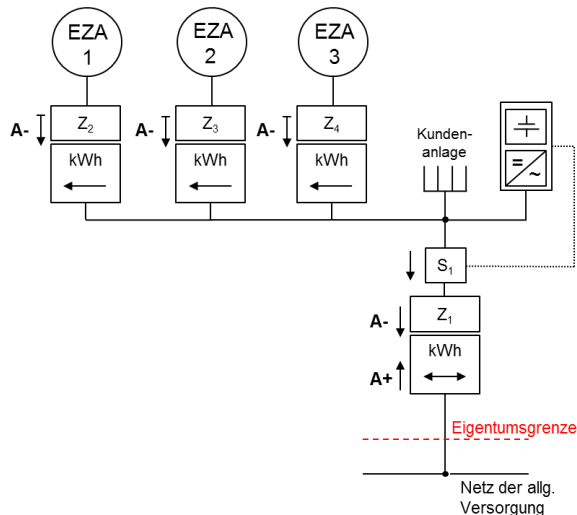 EZA
1
EZA
2
EZA
3
A-
Z₂
A-
Z₃
A-
Z₄
kWh
kWh
kWh
Kunden-
anlage
=
~
S₁
A-
Z₁
kWh
A+
Eigentumsgrenze
Netz der allg.
Versorgung